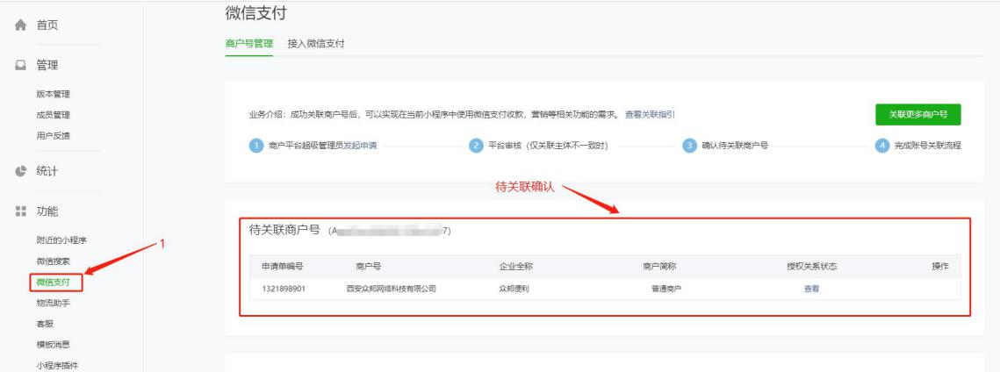 首页
管理
版本管理
成员管理
用户反馈
统计
功能
附近的小程序
微信搜索
微信支付
物流助手
客服
模板消息
小程序插件
1
微信支付
商户号管理 接入微信支付
业务介绍：成功关联商户号后，可以实现在当前小程序中使用微信支付收款，营销等相关功能的需求。 查看关联指引
关联更多商户号
1 商户平台超级管理员发起申请 2 平台审核（仅关联主体不一致时） 3 确认待关联商户号 4 完成账号关联流程
待关联确认
待关联商户号 (A 7)
申请单编号 商户号 企业全称 商户简称 授权关系状态 操作
1321898901 西安众邦网络科技有限公司 众邦便利 普通商户 查看